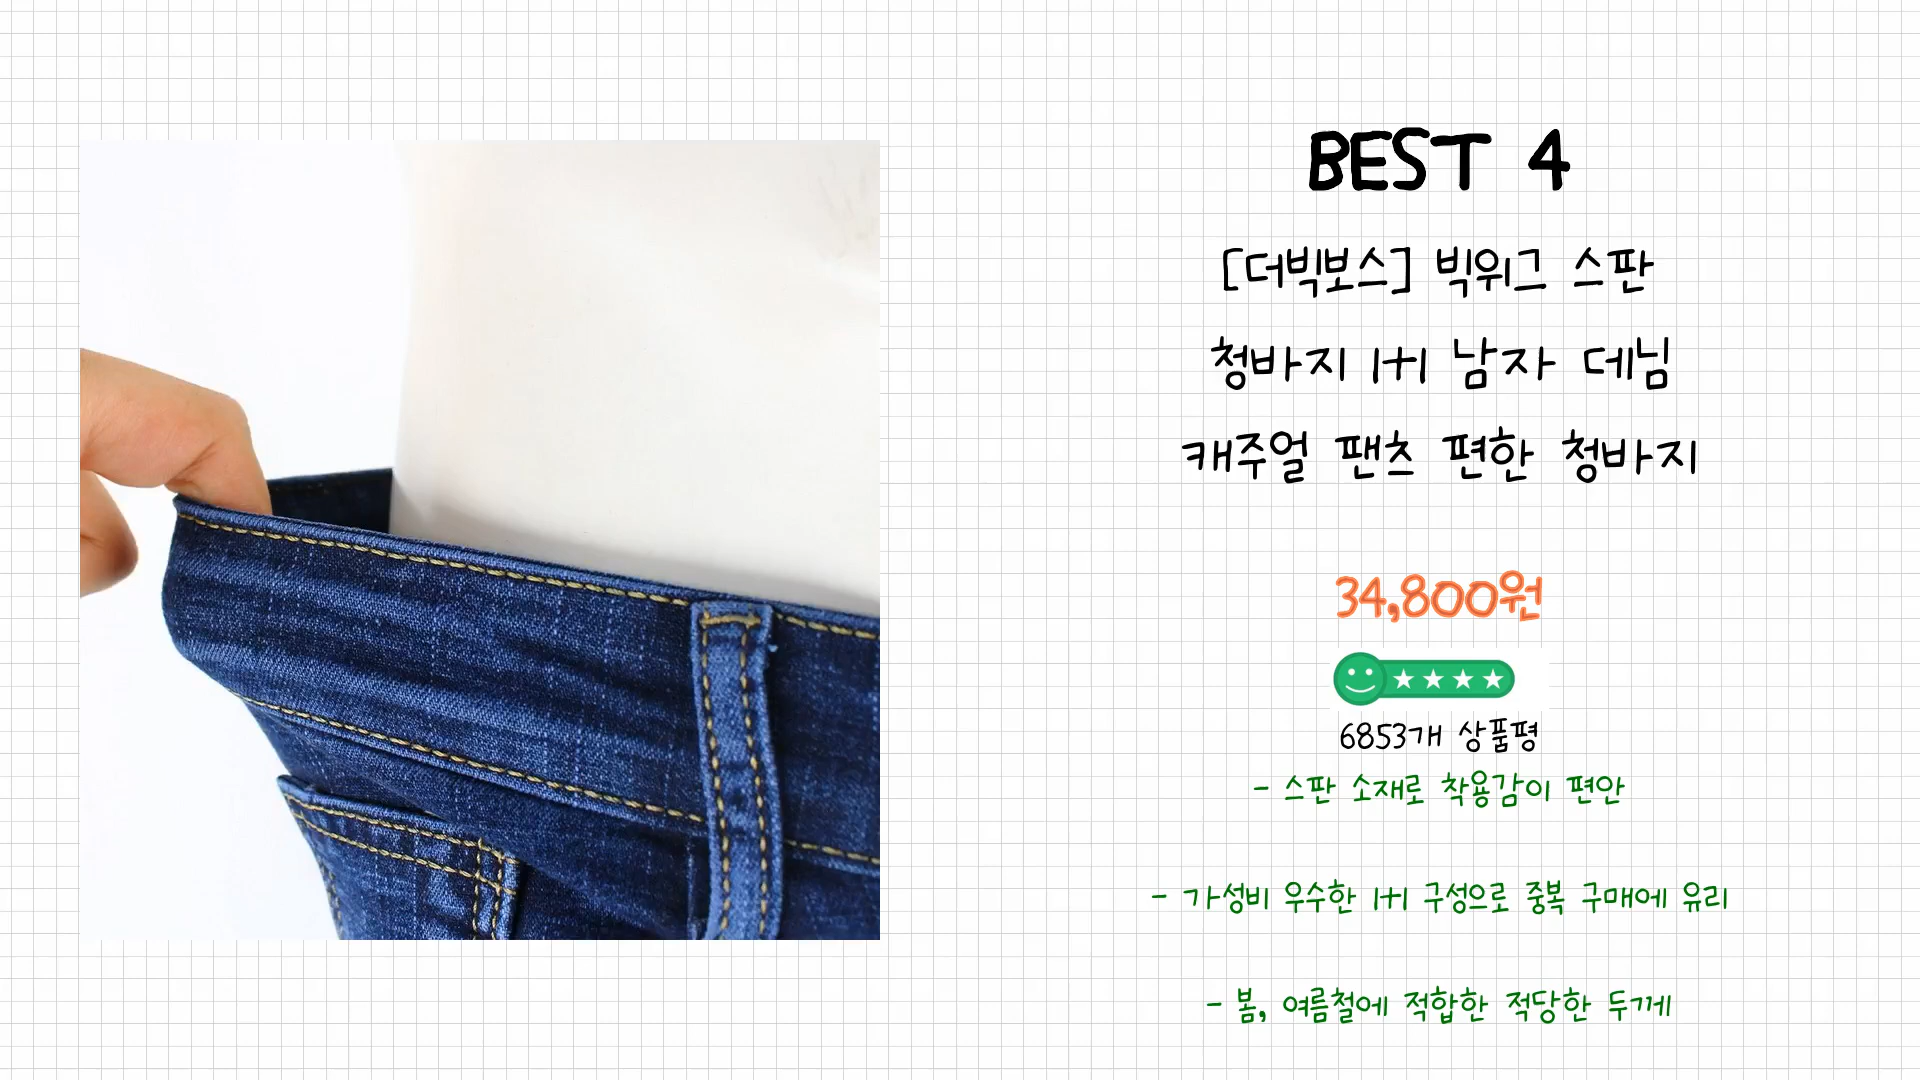 BEST 4
[더빅보스] 빅위그 스판
청바지 1+1 남자 데님
캐주얼 팬츠 편한 청바지
34,800원
6853개 상품평
- 스판 소재로 착용감이 편안
- 가성비 우수한 1+1 구성으로 중복 구매에 유리
- 봄, 여름철에 적합한 적당한 두께